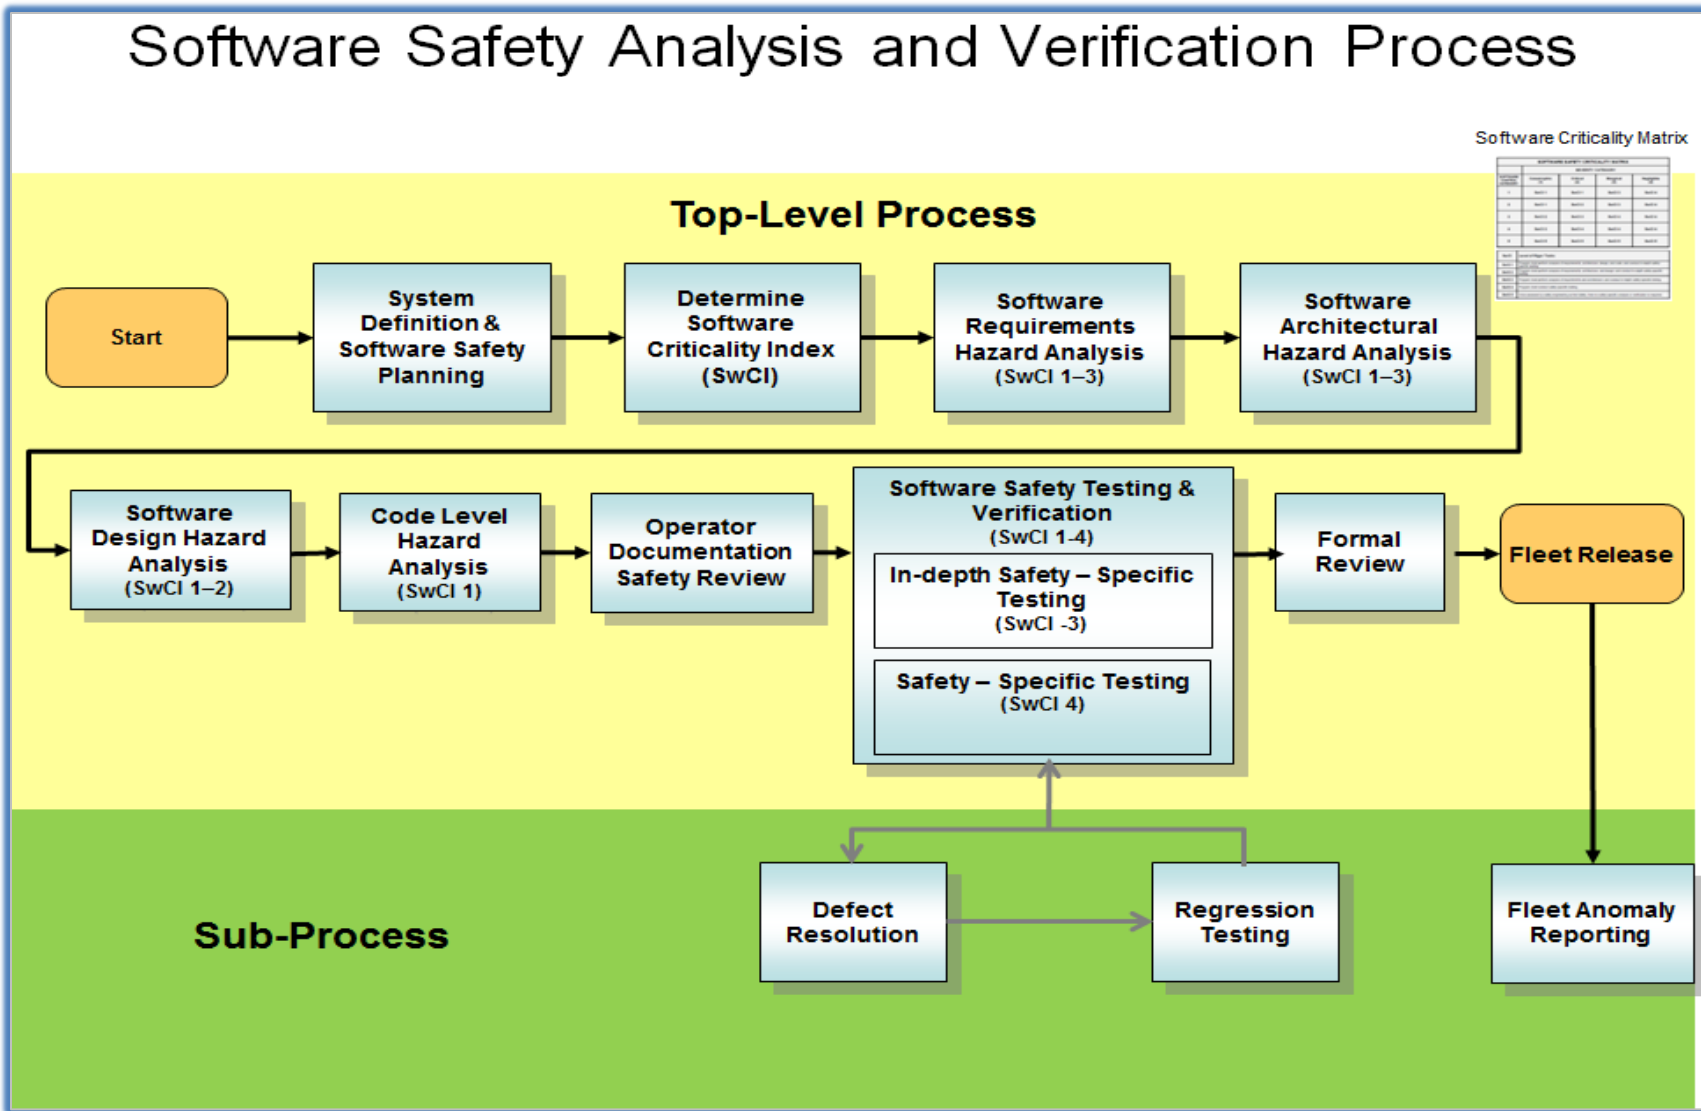 Software Safety Analysis and Verification Process
Software Criticality Matrix
SOFTWARE SAFETY CRITICALITY MATRIX
Top-Level Process
Start
System
Definition &
Software Safety
Planning
Determine
Software
Criticality Index
(SwCI)
Software
Requirements
Hazard Analysis
(SwCI 1–3)
Software
Architectural
Hazard Analysis
(SwCI 1–3)
Software
Design Hazard
Analysis
(SwCI 1–2)
Code Level
Hazard
Analysis
(SwCI 1)
Operator
Documentation
Safety Review
Software Safety Testing &
Verification
(SwCI 1-4)
In-depth Safety – Specific
Testing
(SwCI -3)
Safety – Specific Testing
(SwCI 4)
Formal
Review
Fleet Release
Sub-Process
Defect
Resolution
Regression
Testing
Fleet Anomaly
Reporting